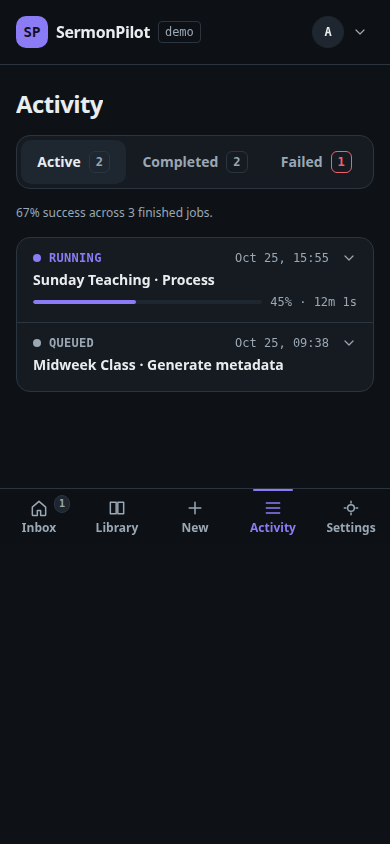 SP SermonPilot demo A
Activity
Active 2 Completed 2 Failed 1
67% success across 3 finished jobs.
RUNNING Oct 25, 15:55
Sunday Teaching · Process
45% · 12m 1s
QUEUED Oct 25, 09:38
Midweek Class · Generate metadata
1
Inbox Library New Activity Settings